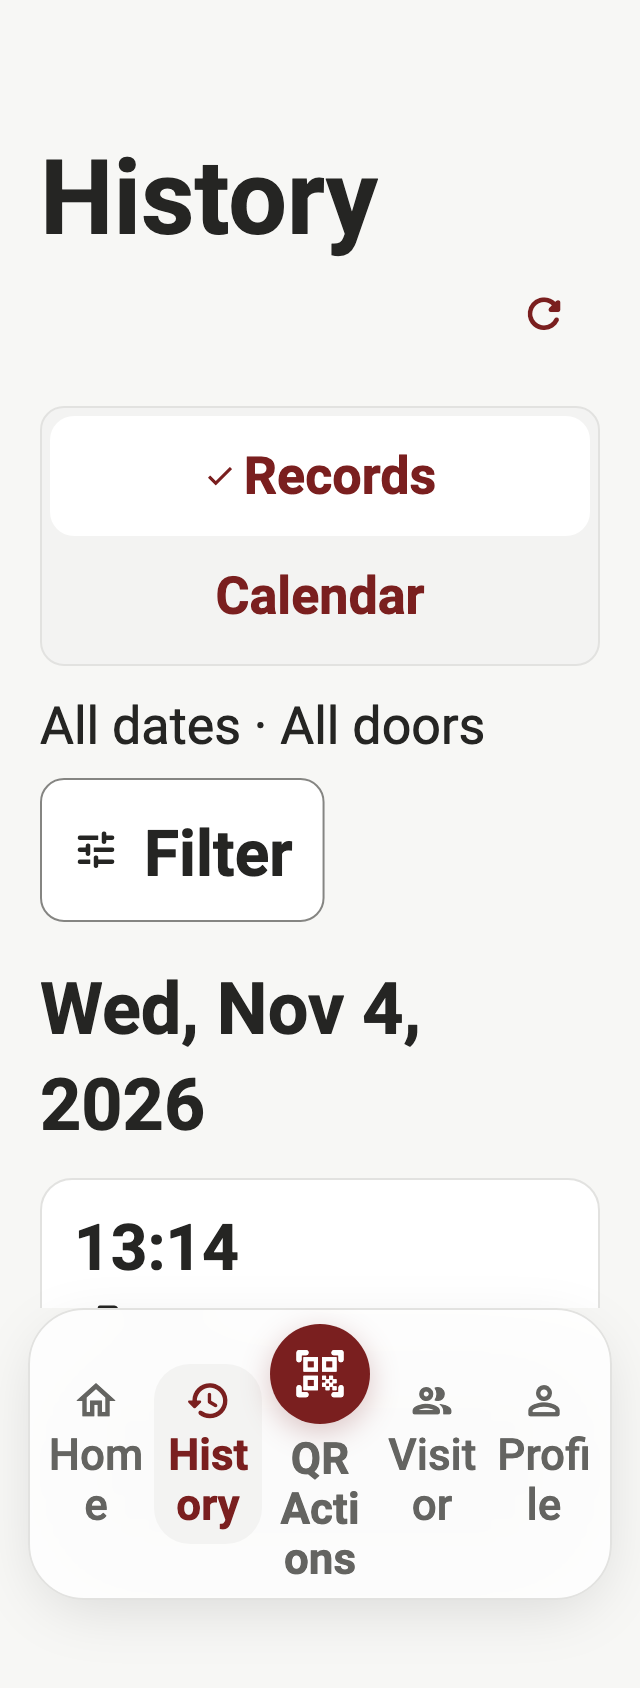 History
Records
Calendar
All dates · All doors
Filter
Wed, Nov 4,
2026
13:14
Hom
e
Hist
ory
QR
Acti
ons
Visit
or
Profi
le